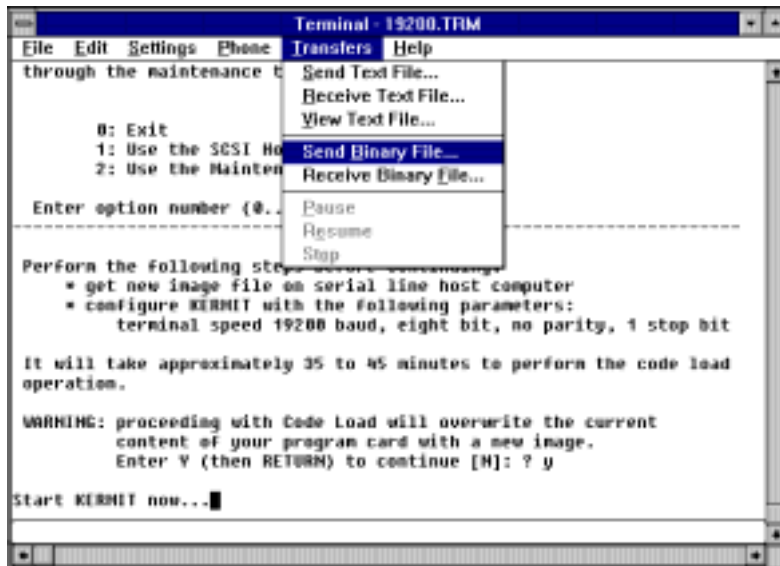 Terminal - 19200.TRM
File Edit Settings Phone Transfers Help
through the maintenance t
Send Text File...
Receive Text File...
View Text File...
Send Binary File...
Receive Binary File...
Pause
Resume
Stop
0: Exit
1: Use the SCSI Ho
2: Use the Mainten
Enter option number (0..
Perform the following steps before continuing:
* get new image file on serial line host computer
* configure KERMIT with the following parameters:
terminal speed 19200 baud, eight bit, no parity, 1 stop bit
It will take approximately 35 to 45 minutes to perform the code load
operation.
WARNING: proceeding with Code Load will overwrite the current
content of your program card with a new image.
Enter Y (then RETURN) to continue [N]: ? y
Start KERMIT now...